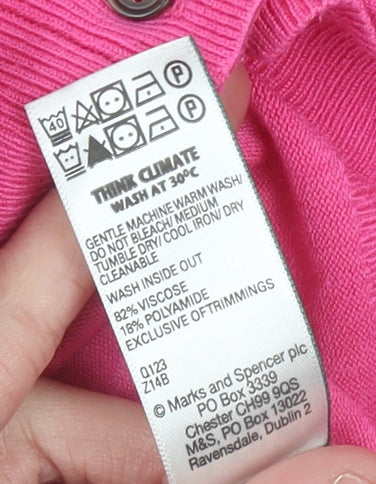 40 P
P
THINK CLIMATE
WASH AT 30°C
GENTLE MACHINE WARM WASH/
DO NOT BLEACH/ MEDIUM
TUMBLE DRY/ COOL IRON/ DRY
CLEANABLE
WASH INSIDE OUT
82% VISCOSE
18% POLYAMIDE
EXCLUSIVE OF TRIMMINGS
Q123
Z14B
© Marks and Spencer plc
PO Box 3339
Chester CH99 9QS
M&S, PO Box 13022
Ravensdale, Dublin 2